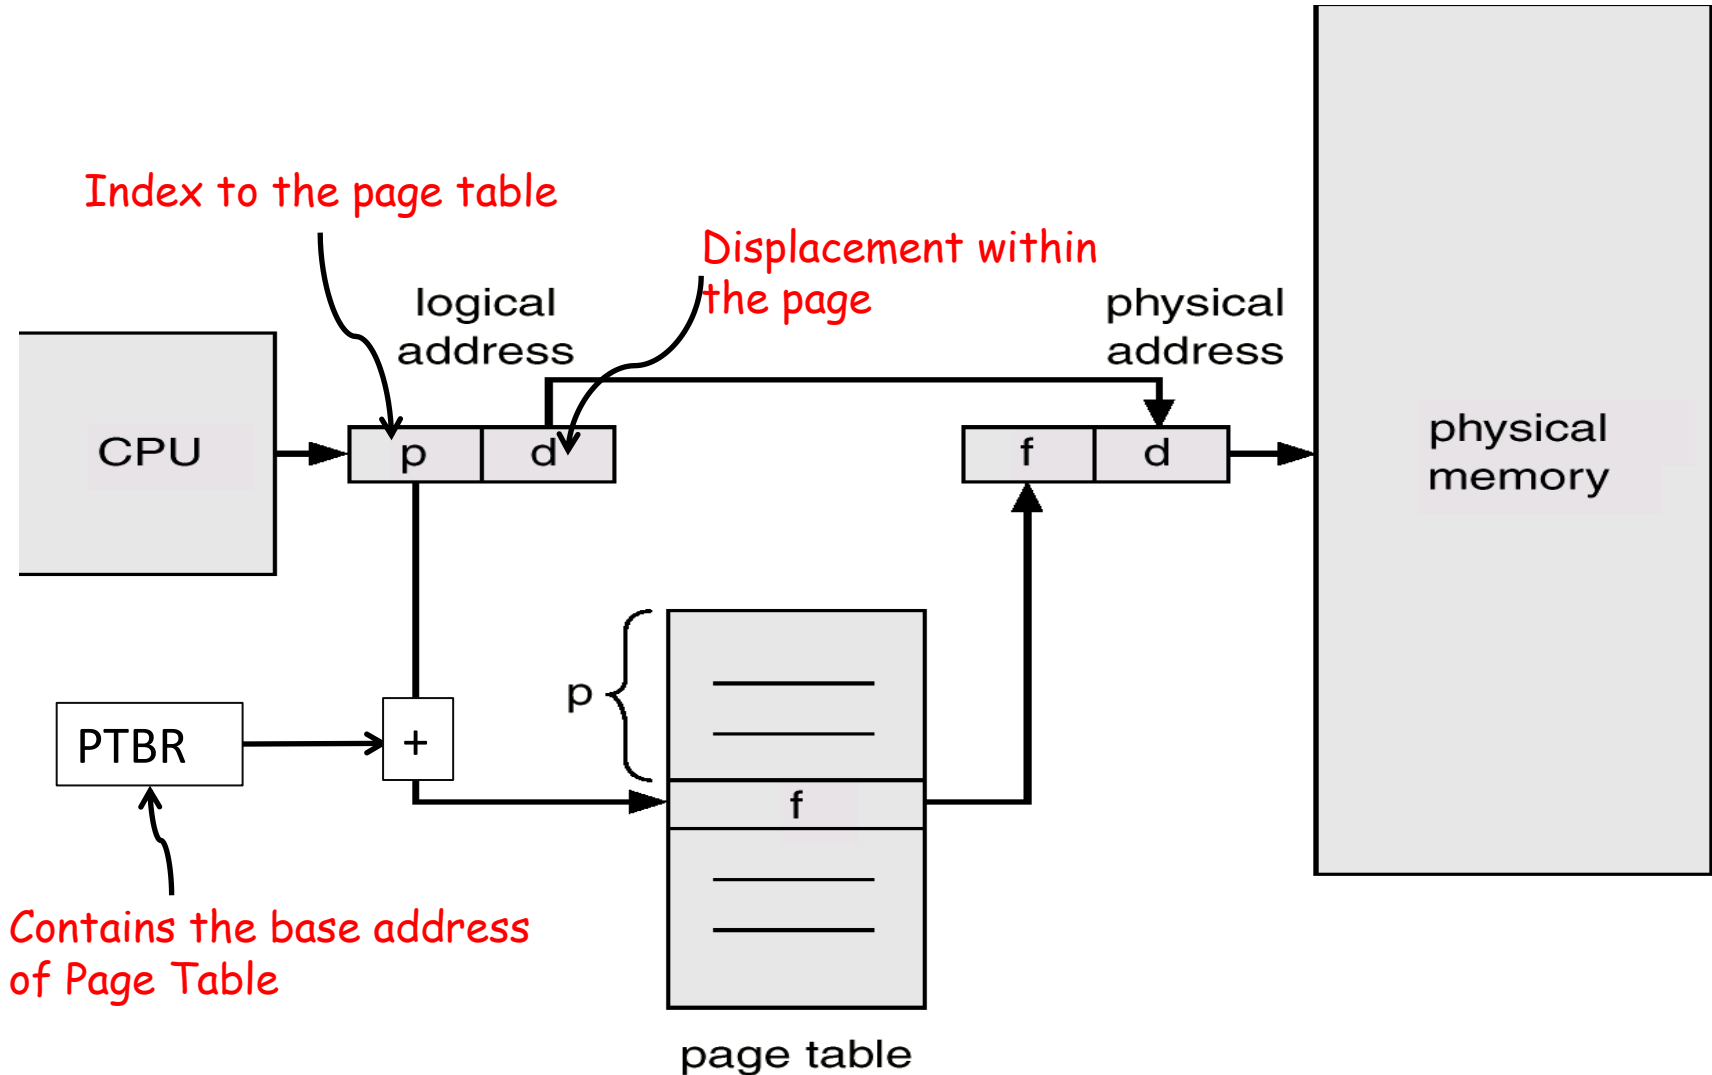 Index to the page table
Displacement within
the page
logical
address
physical
address
CPU
p
d
f
d
physical
memory
p
PTBR
+
f
Contains the base address
of Page Table
page table